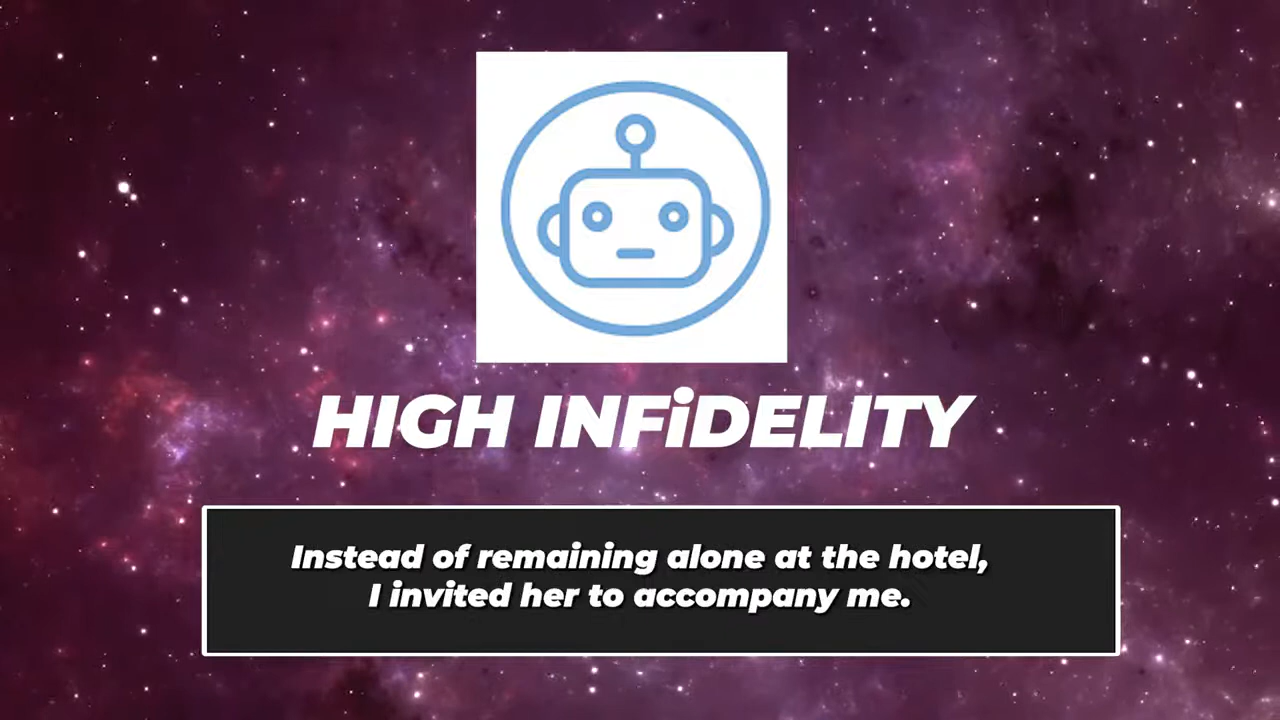 HIGH INFiDELITY
Instead of remaining alone at the hotel,
I invited her to accompany me.